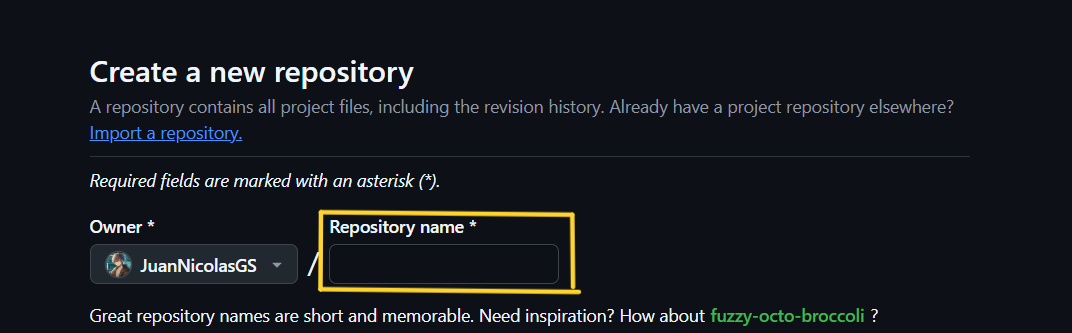 Create a new repository
A repository contains all project files, including the revision history. Already have a project repository elsewhere?
Import a repository.
Required fields are marked with an asterisk (*).
Owner *
Repository name *
JuanNicolasGS
/
Great repository names are short and memorable. Need inspiration? How about fuzzy-octo-broccoli ?